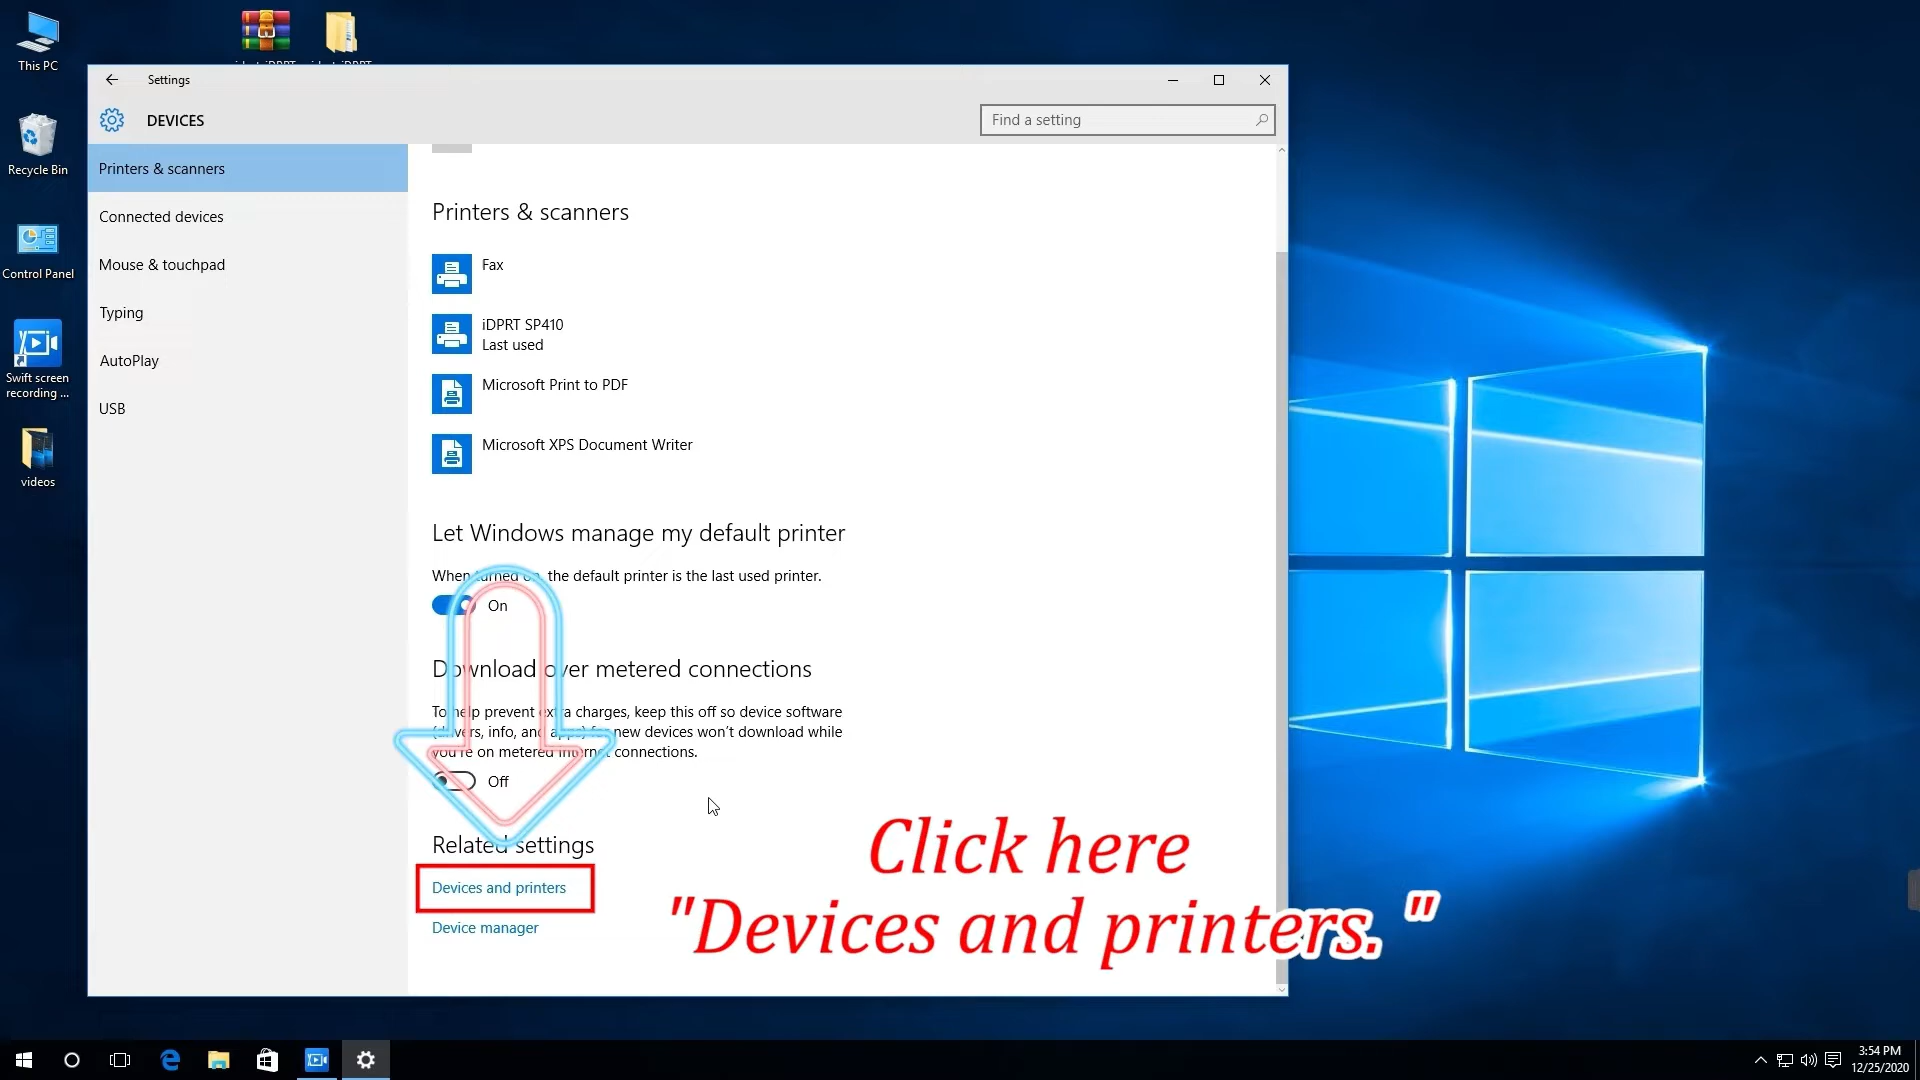 This PC
Recycle Bin
Control Panel
Swift screen
recording ...
videos
Settings
DEVICES
Find a setting
Printers & scanners
Connected devices
Mouse & touchpad
Typing
AutoPlay
USB
Printers & scanners
Fax
iDPRT SP410
Last used
Microsoft Print to PDF
Microsoft XPS Document Writer
Let Windows manage my default printer
When turned on, the default printer is the last used printer.
On
Download over metered connections
To help prevent extra charges, keep this off so device software
(drivers, info, and apps) for new devices won't download while
you're on metered Internet connections.
Off
Related settings
Devices and printers
Device manager
Click here
"Devices and printers. "
3:54 PM
12/25/2020